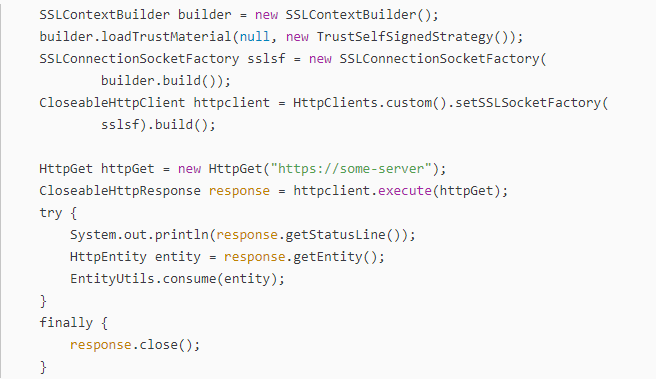 SSLContextBuilder builder = new SSLContextBuilder();
builder.loadTrustMaterial(null, new TrustSelfSignedStrategy());
SSLConnectionSocketFactory sslsf = new SSLConnectionSocketFactory(
        builder.build());
CloseableHttpClient httpclient = HttpClients.custom().setSSLSocketFactory(
        sslsf).build();

HttpGet httpGet = new HttpGet("https://some-server");
CloseableHttpResponse response = httpclient.execute(httpGet);
try {
    System.out.println(response.getStatusLine());
    HttpEntity entity = response.getEntity();
    EntityUtils.consume(entity);
}
finally {
    response.close();
}